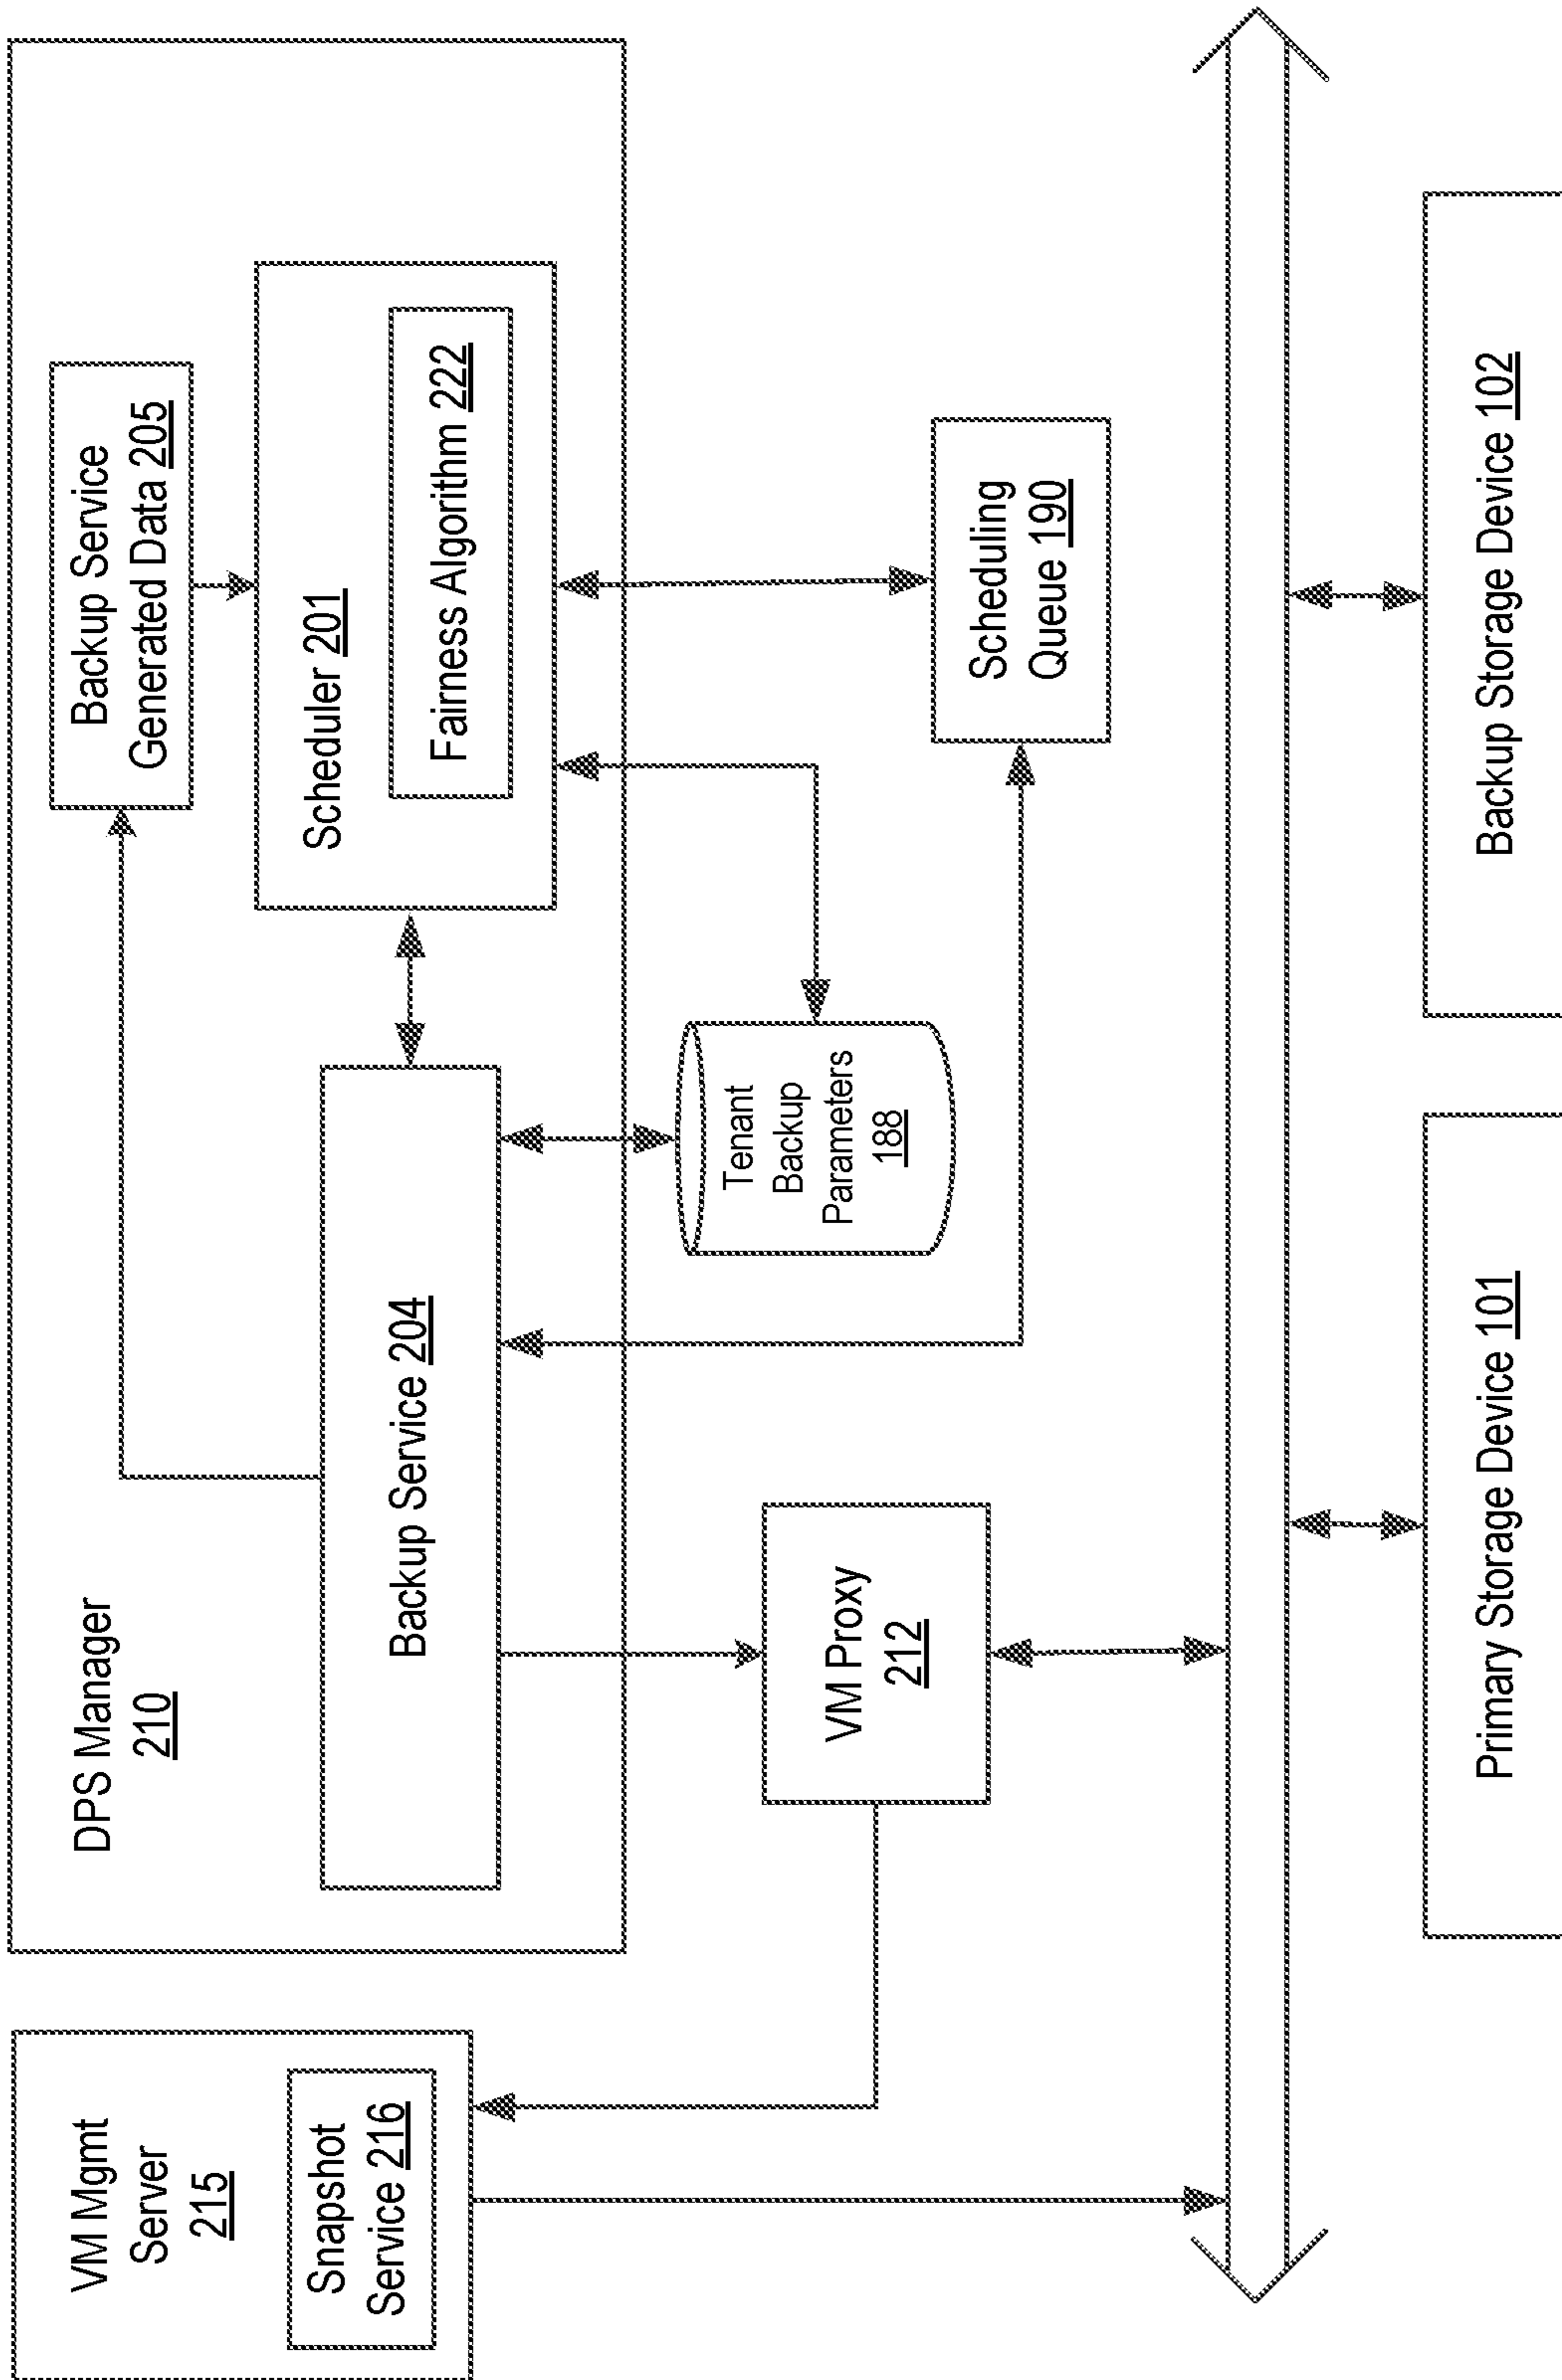 VM Mgmt
Server
215
Snapshot
Service 216
DPS Manager
210
Backup Service 204
Backup Service
Generated Data 205
Scheduler 201
Fairness Algorithm 222
VM Proxy
212
Tenant
Backup
Parameters
188
Scheduling
Queue 190
Primary Storage Device 101
Backup Storage Device 102